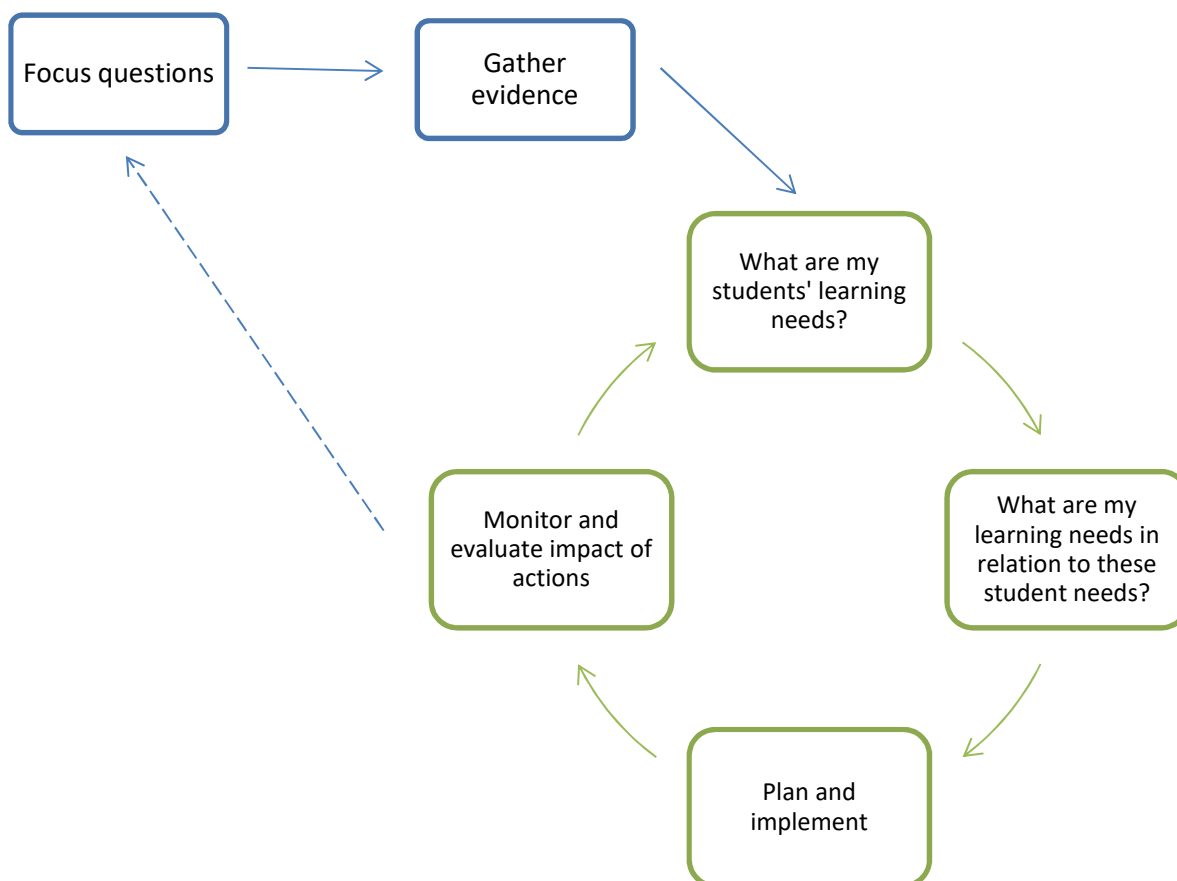 Focus questions
Gather
evidence
What are my
students' learning
needs?
What are my
learning needs in
relation to these
student needs?
Plan and
implement
Monitor and
evaluate impact of
actions